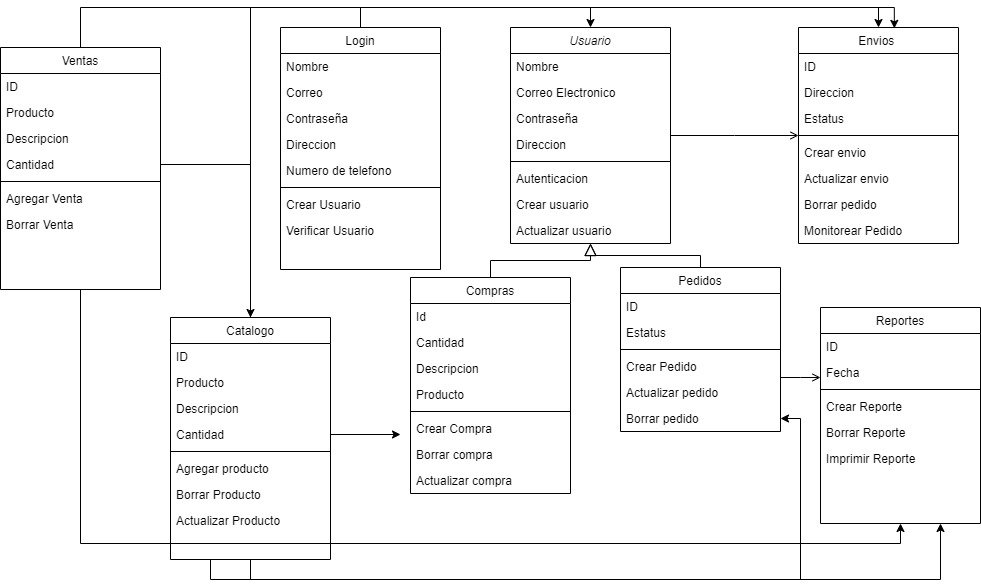 Ventas
ID
Producto
Descripcion
Cantidad
Agregar Venta
Borrar Venta
Login
Nombre
Correo
Contraseña
Direccion
Numero de telefono
Crear Usuario
Verificar Usuario
Usuario
Nombre
Correo Electronico
Contraseña
Direccion
Autenticacion
Crear usuario
Actualizar usuario
Envios
ID
Direccion
Estatus
Crear envio
Actualizar envio
Borrar pedido
Monitorear Pedido
Catalogo
ID
Producto
Descripcion
Cantidad
Agregar producto
Borrar Producto
Actualizar Producto
Compras
Id
Cantidad
Descripcion
Producto
Crear Compra
Borrar compra
Actualizar compra
Pedidos
ID
Estatus
Crear Pedido
Actualizar pedido
Borrar pedido
Reportes
ID
Fecha
Crear Reporte
Borrar Reporte
Imprimir Reporte